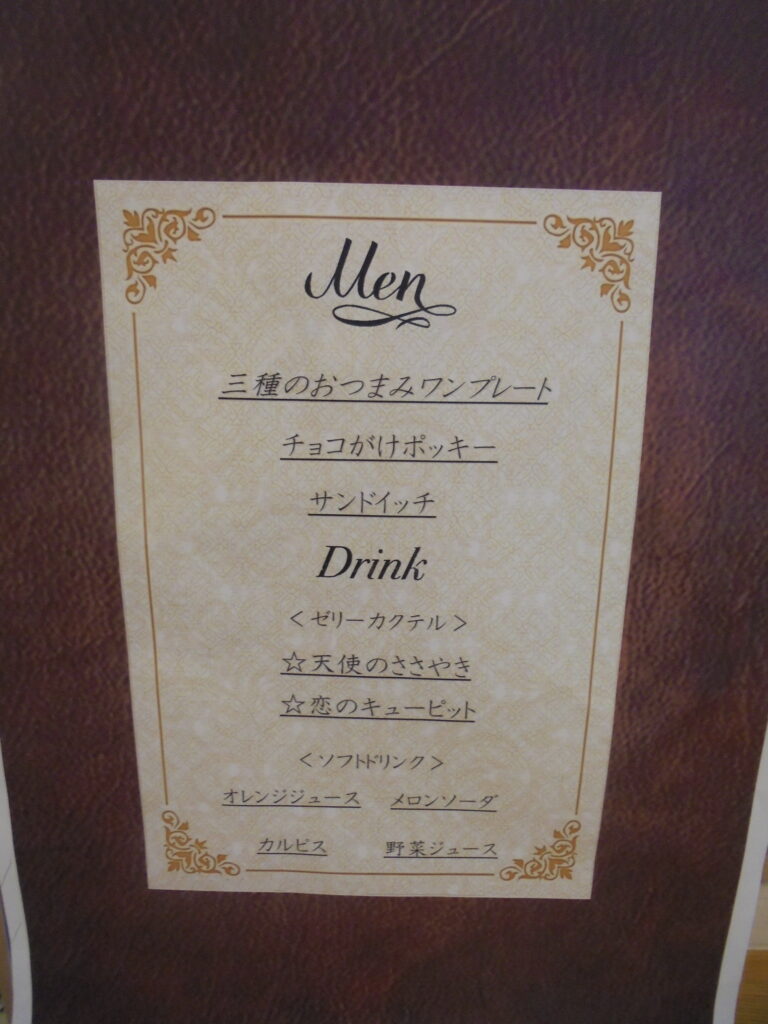 Men
三種のおつまみワンプレート
チョコがけポッキー
サンドイッチ
Drink
＜ゼリーカクテル＞
☆天使のささやき
☆恋のキューピット
＜ソフトドリンク＞
オレンジジュース メロンソーダ
カルピス 野菜ジュース